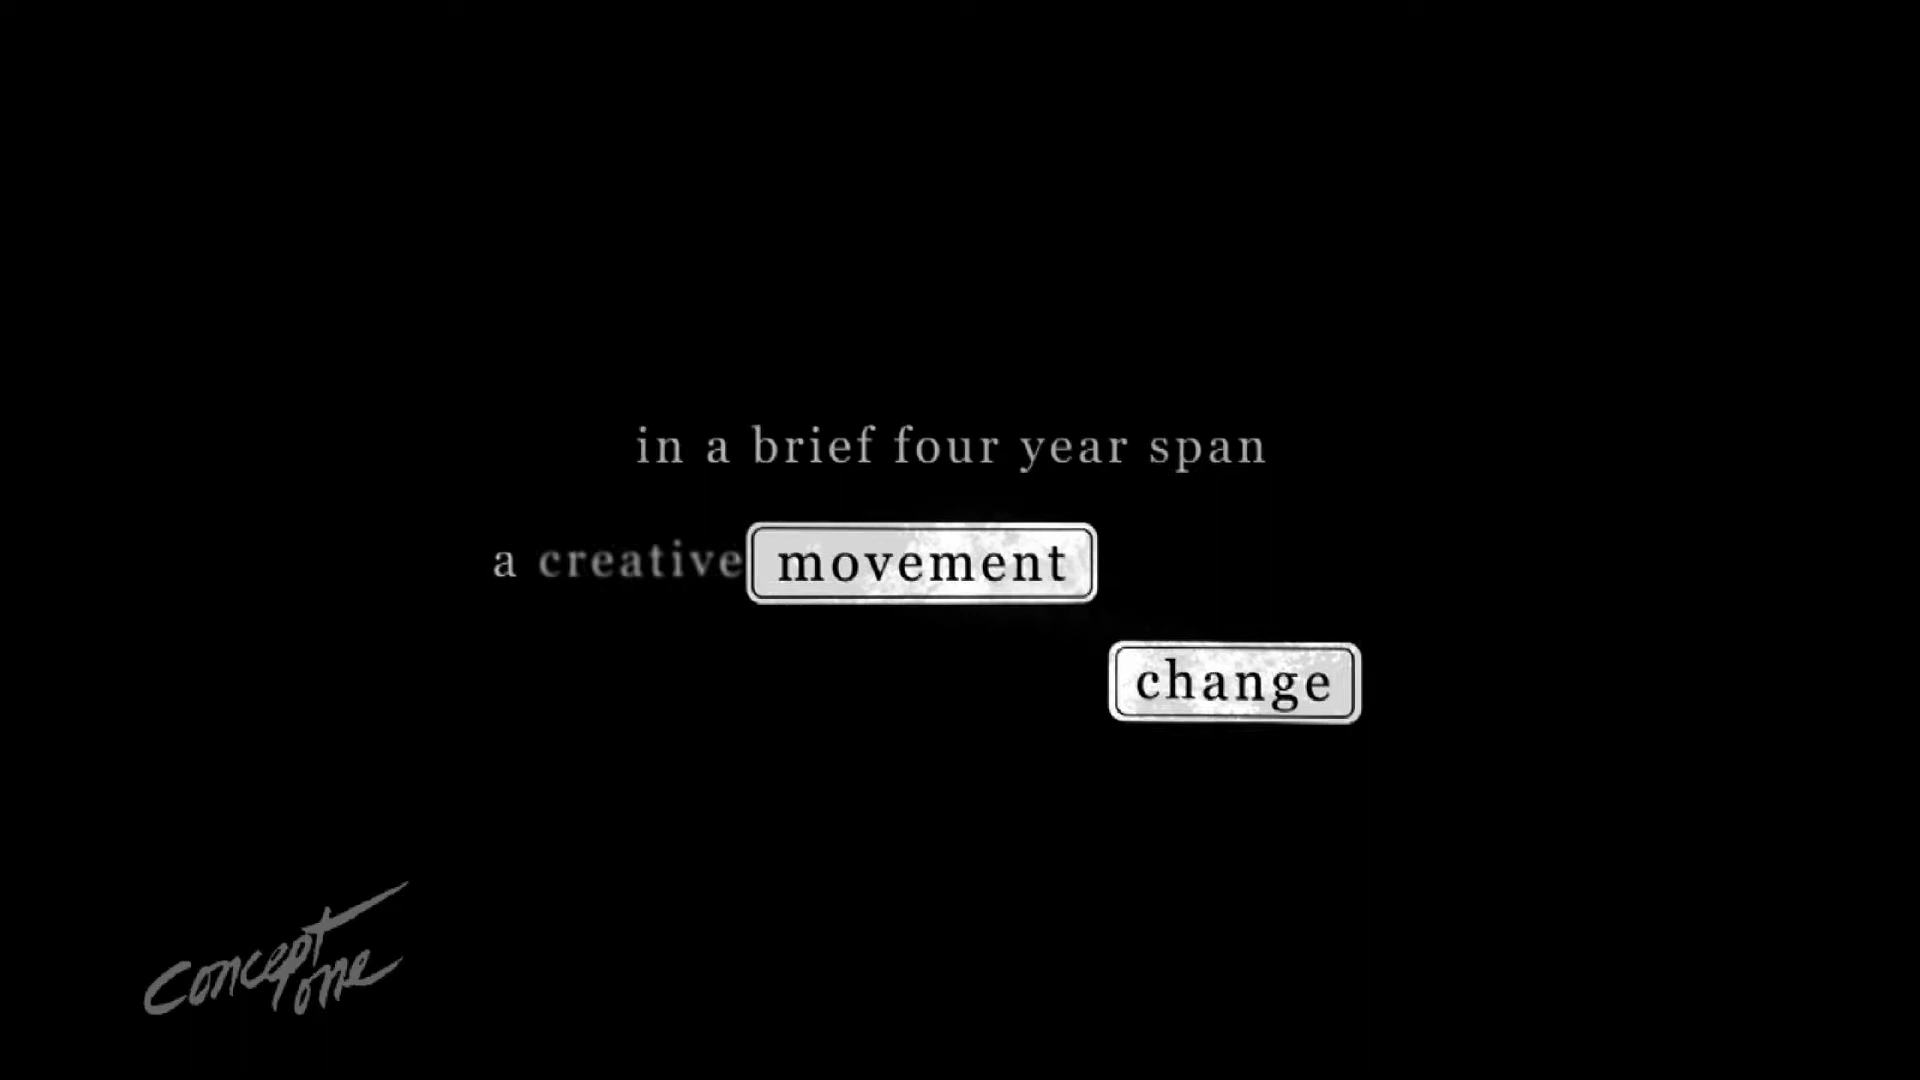 in a brief four year span
a creative movement
change
concept
one